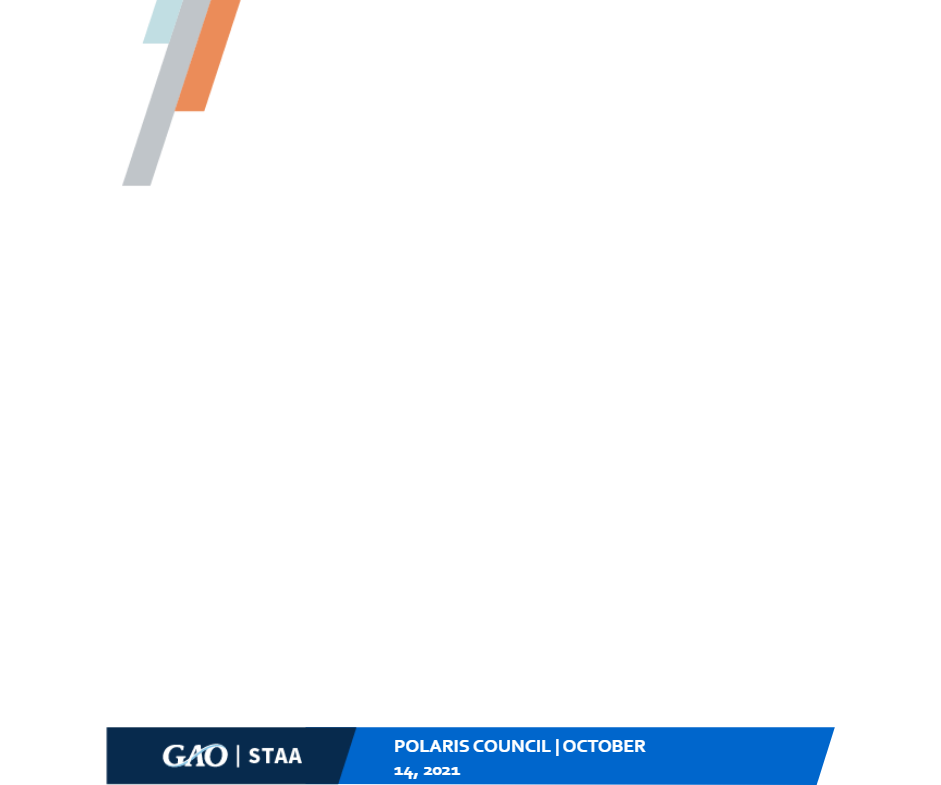 GAO | STAA
POLARIS COUNCIL | OCTOBER
14, 2021